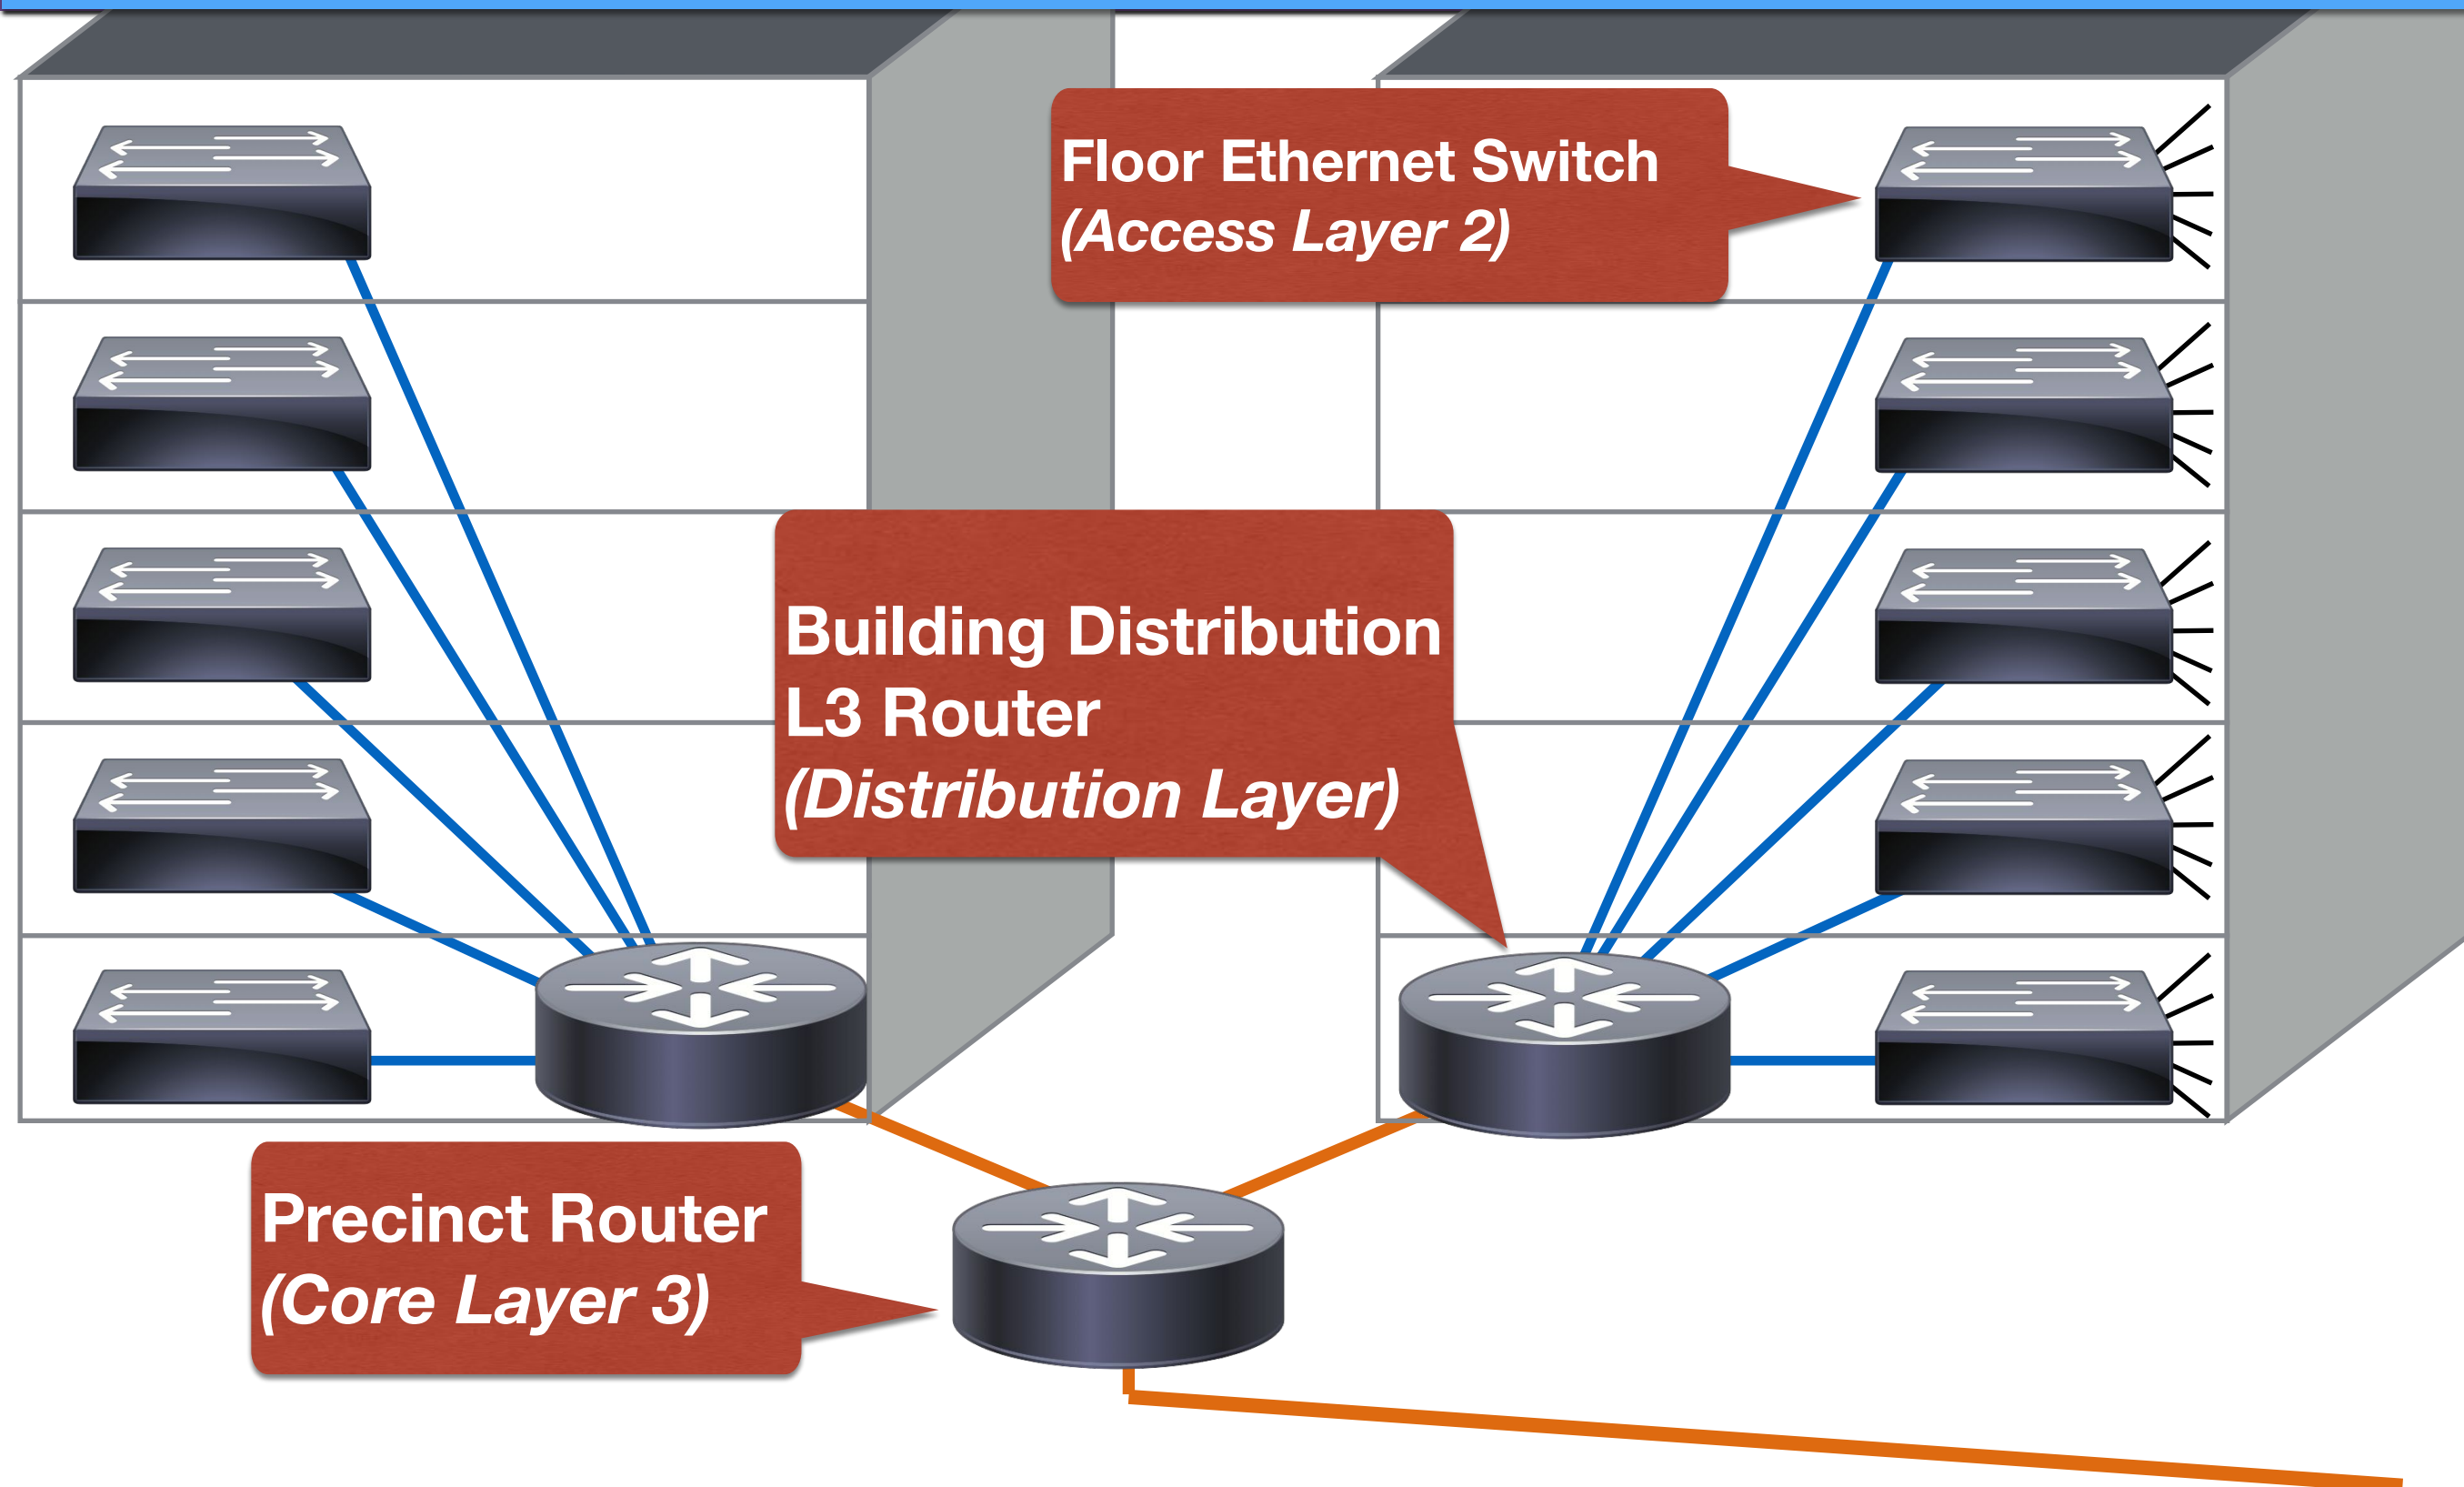 Floor Ethernet Switch
(Access Layer 2)
Building Distribution
L3 Router
(Distribution Layer)
Precinct Router
(Core Layer 3)